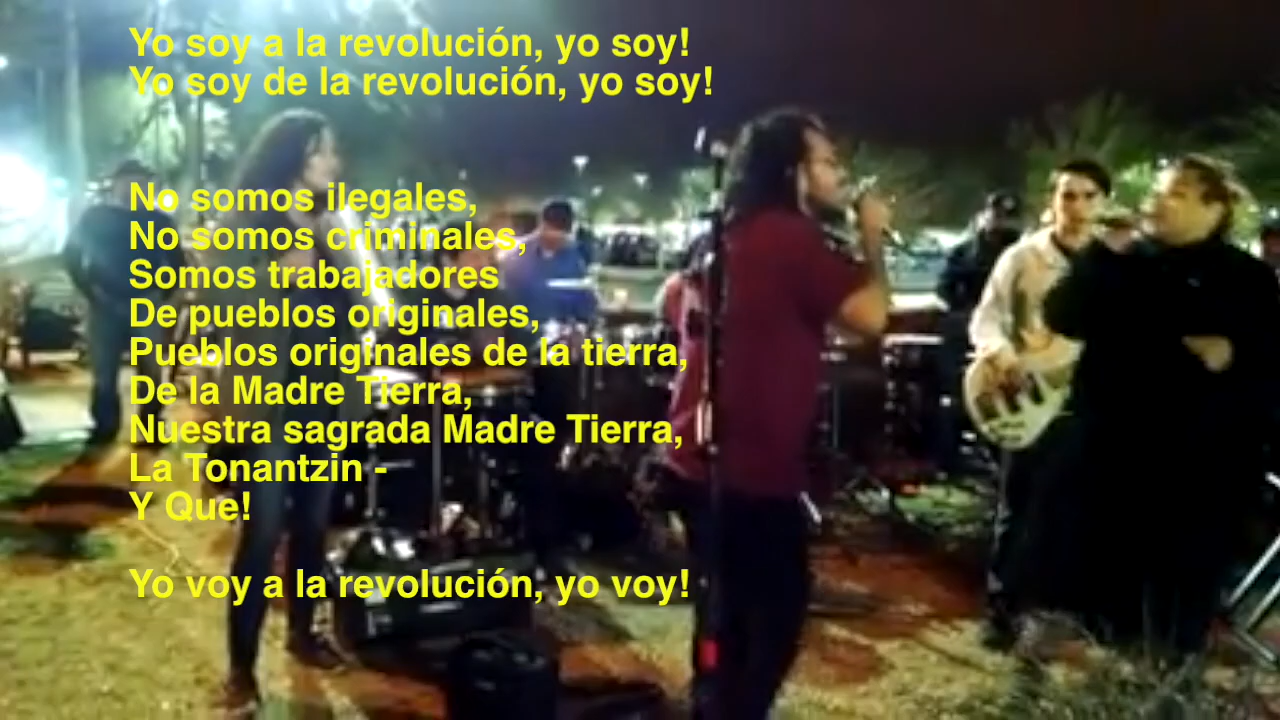 Yo soy a la revolución, yo soy!
Yo soy de la revolución, yo soy!
No somos ilegales,
No somos criminales,
Somos trabajadores
De pueblos originales,
Pueblos originales de la tierra,
De la Madre Tierra,
Nuestra sagrada Madre Tierra,
La Tonantzin -
Y Que!
Yo voy a la revolución, yo voy!